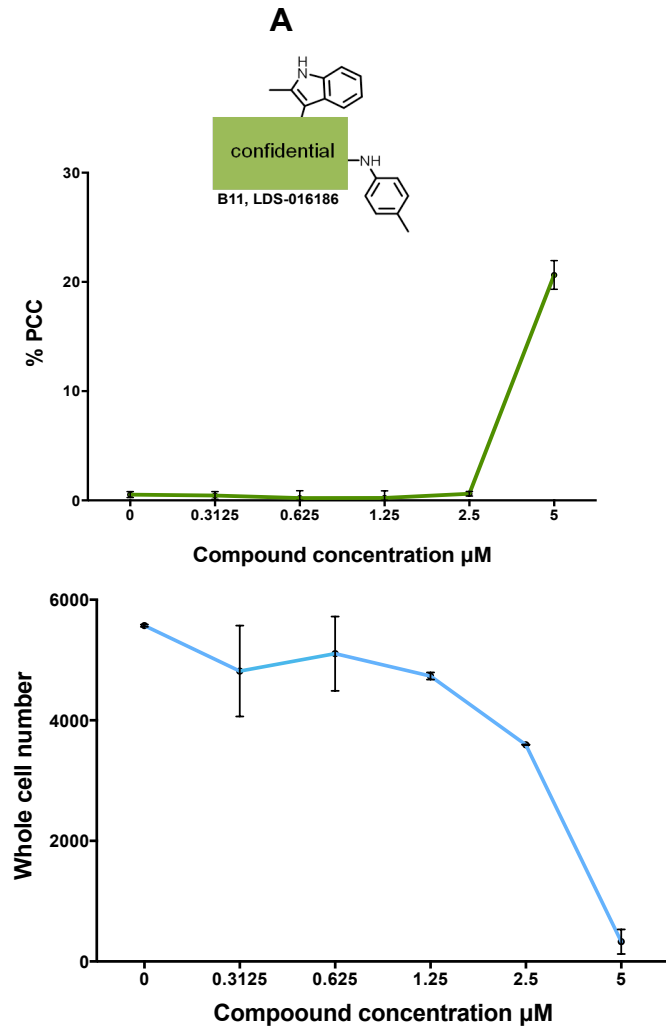 A
H
N
confidential
NH
B11, LDS-016186
30
20
10
0
% PCC
0 0.3125 0.625 1.25 2.5 5
Compound concentration µM
6000
4000
2000
0
Whole cell number
0 0.3125 0.625 1.25 2.5 5
Compoound concentration µM